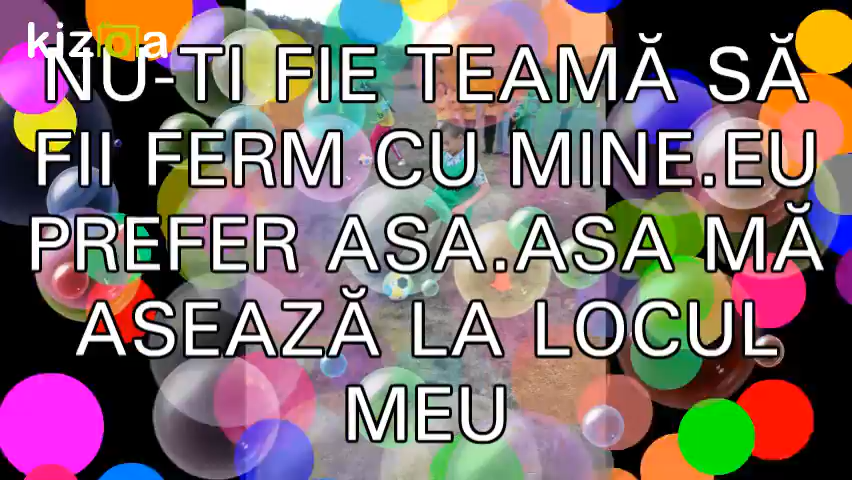 kizoa
NU-TI FIE TEAMĂ SĂ
FII FERM CU MINE.EU
PREFER ASA.ASA MĂ
ASEAZĂ LA LOCUL
MEU